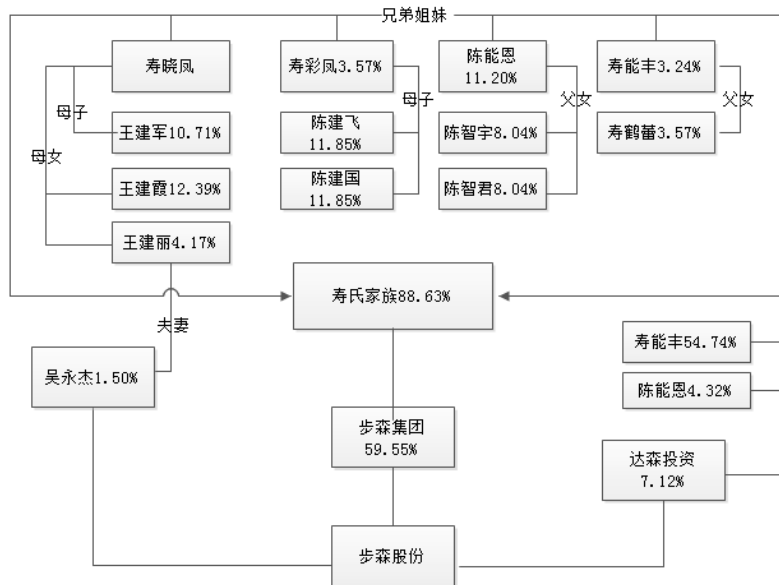 兄弟姐妹
寿晓凤
寿彩凤3.57%
陈能恩
11.20%
寿能丰3.24%
母子
母子
父女
父女
王建军10.71%
陈建飞
11.85%
陈智宇8.04%
寿鹤蕾3.57%
母女
王建霞12.39%
陈建国
11.85%
陈智君8.04%
王建丽4.17%
寿氏家族88.63%
夫妻
寿能丰54.74%
吴永杰1.50%
陈能恩4.32%
步森集团
59.55%
达森投资
7.12%
步森股份